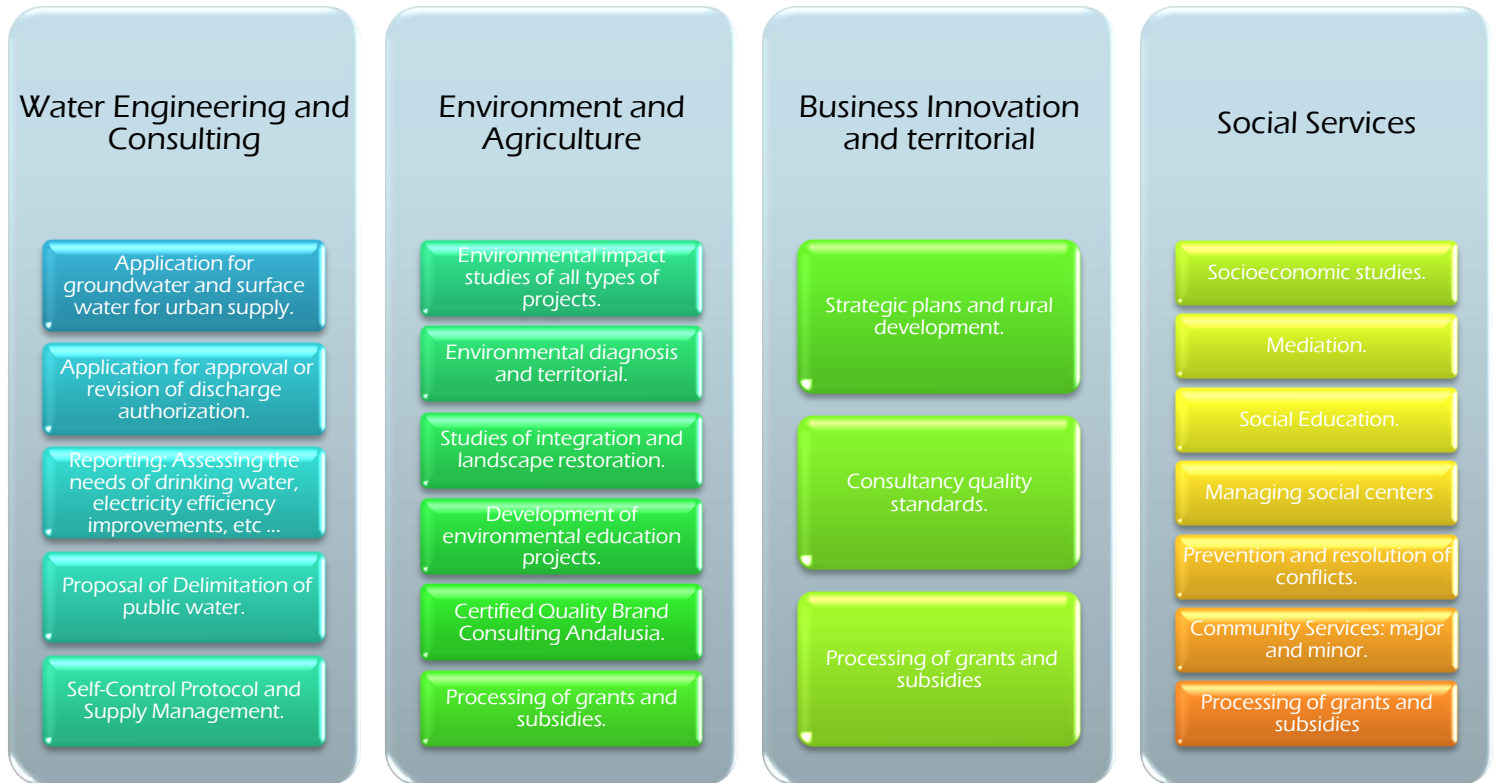 Water Engineering and
Consulting
Application for
groundwater and surface
water for urban supply.
Application for approval or
revision of discharge
authorization.
Reporting: Assessing the
needs of drinking water,
electricity efficiency
improvements, etc ...
Proposal of Delimitation of
public water.
Self-Control Protocol and
Supply Management.
Environment and
Agriculture
Environmental impact
studies of all types of
projects.
Environmental diagnosis
and territorial.
Studies of integration and
landscape restoration.
Development of
environmental education
projects.
Certified Quality Brand
Consulting Andalusia.
Processing of grants and
subsidies.
Business Innovation
and territorial
Strategic plans and rural
development.
Consultancy quality
standards.
Processing of grants and
subsidies
Social Services
Socioeconomic studies.
Mediation.
Social Education.
Managing social centers
Prevention and resolution of
conflicts.
Community Services: major
and minor.
Processing of grants and
subsidies